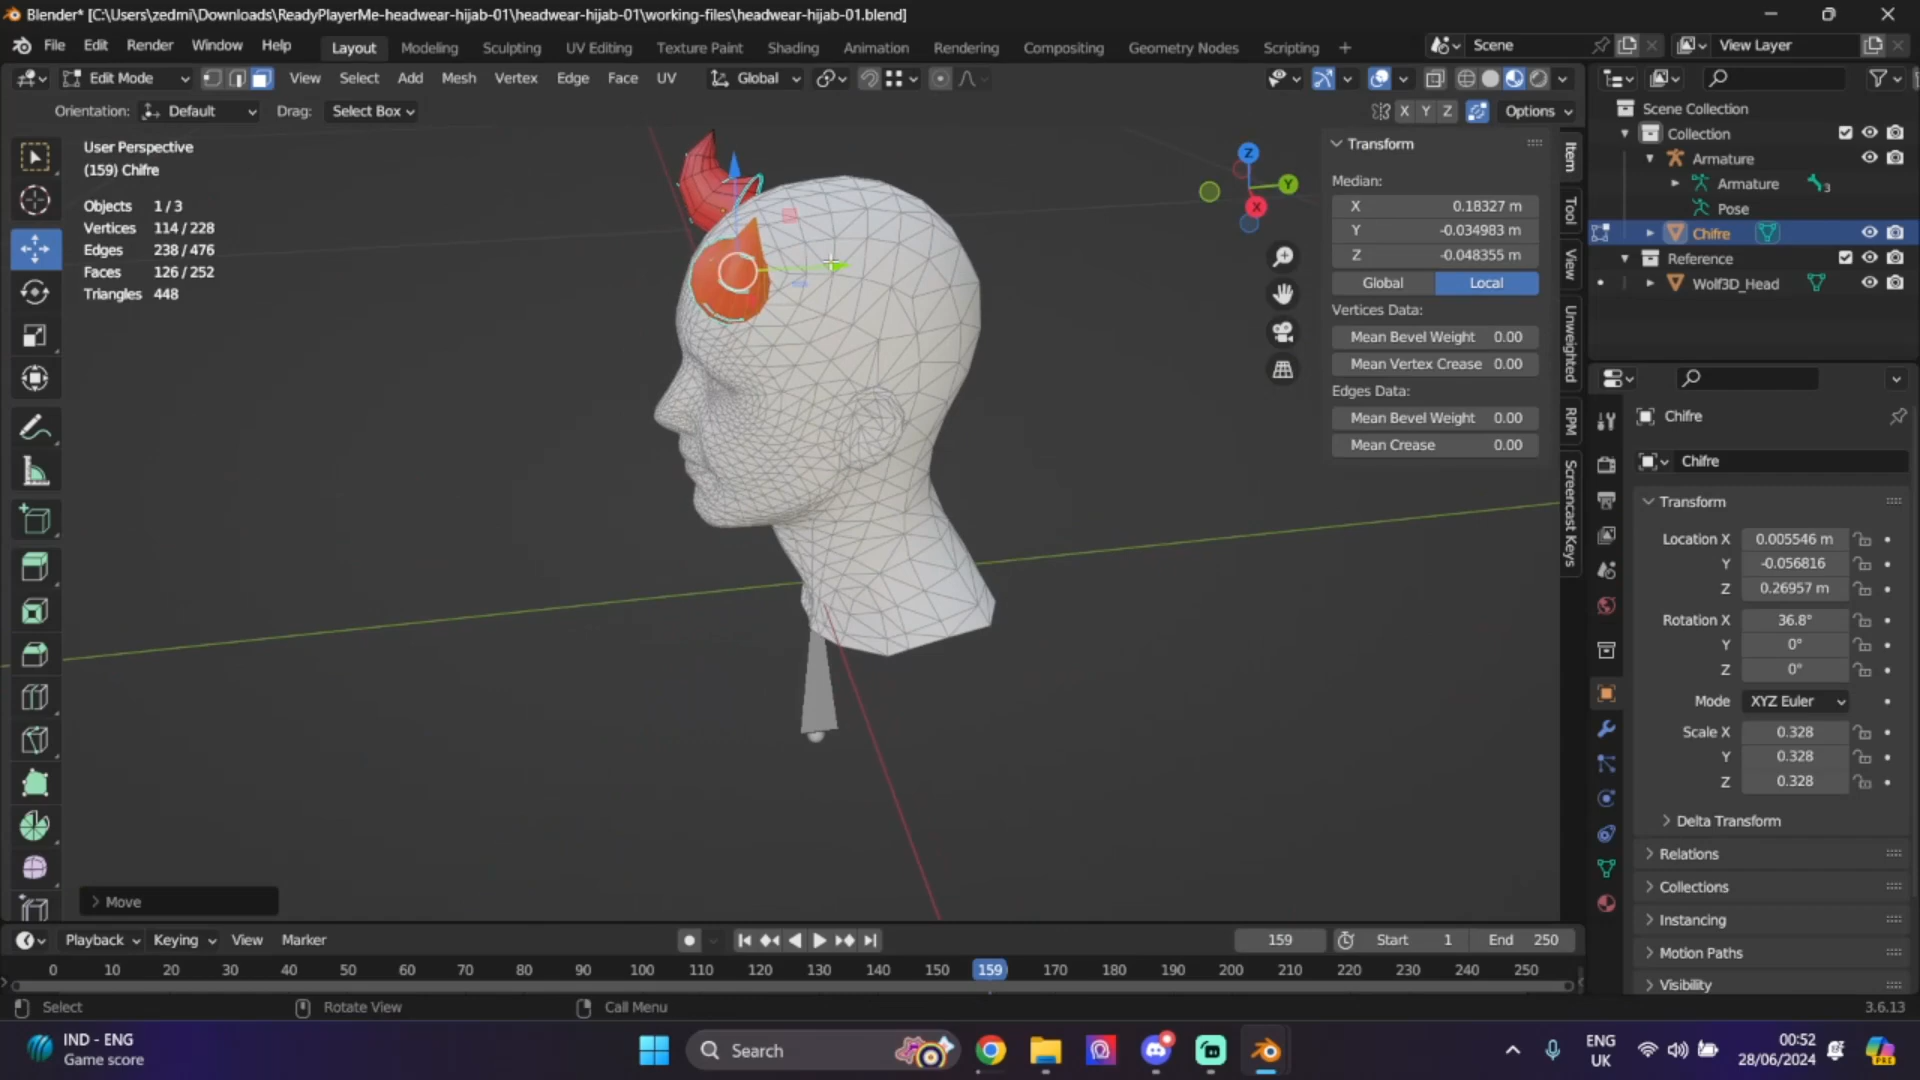 Blender* [C:\Users\zedmi\Downloads\ReadyPlayerMe-headwear-hijab-01\headwear-hijab-01\working-files\headwear-hijab-01.blend]
File Edit Render Window Help Layout Modeling Sculpting UV Editing Texture Paint Shading Animation Rendering Compositing Geometry Nodes Scripting + Scene View Layer
Edit Mode View Select Add Mesh Vertex Edge Face UV Global
Orientation: Default Drag: Select Box X Y Z Options
User Perspective
(159) Chifre
Objects 1 / 3
Vertices 114 / 228
Edges 238 / 476
Faces 126 / 252
Triangles 448
Z
Y
X
Transform
Median:
X 0.18327 m
Y -0.034983 m
Z -0.048355 m
Global Local
Vertices Data:
Mean Bevel Weight 0.00
Mean Vertex Crease 0.00
Edges Data:
Mean Bevel Weight 0.00
Mean Crease 0.00
Item
Tool
View
Unweighted
RPM
Screencast Keys
Scene Collection
Collection
Armature
Armature 3
Pose
Chifre
Reference
Wolf3D_Head
Chifre
Chifre
Transform
Location X 0.005546 m
Y -0.056816
Z 0.26957 m
Rotation X 36.8°
Y 0°
Z 0°
Mode XYZ Euler
Scale X 0.328
Y 0.328
Z 0.328
Delta Transform
Relations
Collections
Instancing
Motion Paths
Visibility
Move
Playback Keying View Marker 159 Start 1 End 250
0 10 20 30 40 50 60 70 80 90 100 110 120 130 140 150 159 170 180 190 200 210 220 230 240 250
Select Rotate View Call Menu 3.6.13
IND - ENG
Game score
Search
ENG
UK
00:52
28/06/2024